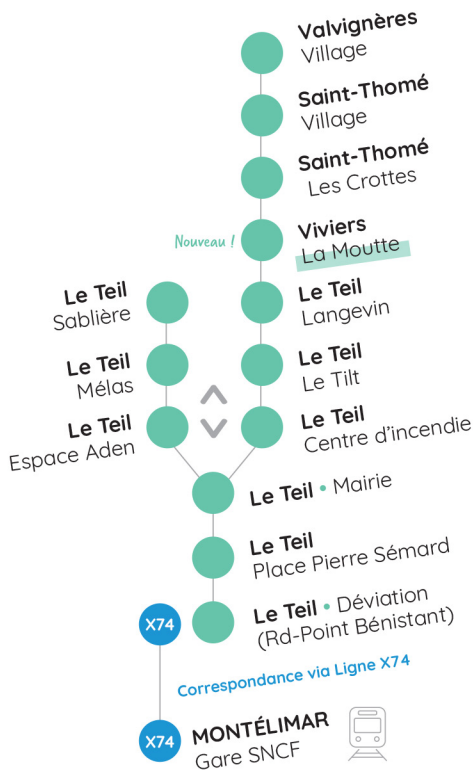 Valvignères
Village
Saint-Thomé
Village
Saint-Thomé
Les Crottes
Nouveau !
Viviers
La Moutte
Le Teil
Sablière
Le Teil
Langevin
Le Teil
Mélas
Le Teil
Le Tilt
Le Teil
Espace Aden
Le Teil
Centre d'incendie
Le Teil • Mairie
Le Teil
Place Pierre Sémard
X74
Le Teil • Déviation
(Rd-Point Bénistant)
Correspondance via Ligne X74
X74
MONTÉLIMAR
Gare SNCF